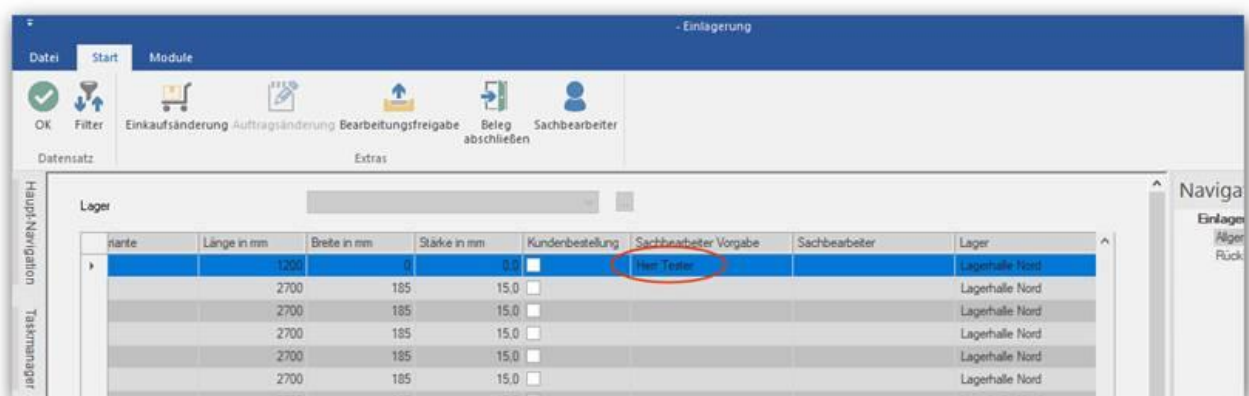 - Einlagerung
Datei Start Module
OK Filter Einkaufsänderung Auftragsänderung Bearbeitungsfreigabe Beleg abschließen Sachbearbeiter
Datensatz Extras
Haupt-Navigation
Taskmanager
Lager
riante Länge in mm Breite in mm Stärke in mm Kundenbestellung Sachbearbeiter Vorgabe Sachbearbeiter Lager
1200 0 0,0 Herr Tester Lagerhalle Nord
2700 185 15,0 Lagerhalle Nord
2700 185 15,0 Lagerhalle Nord
2700 185 15,0 Lagerhalle Nord
2700 185 15,0 Lagerhalle Nord
2700 185 15,0 Lagerhalle Nord
Naviga
Einlager
Allgem
Rück